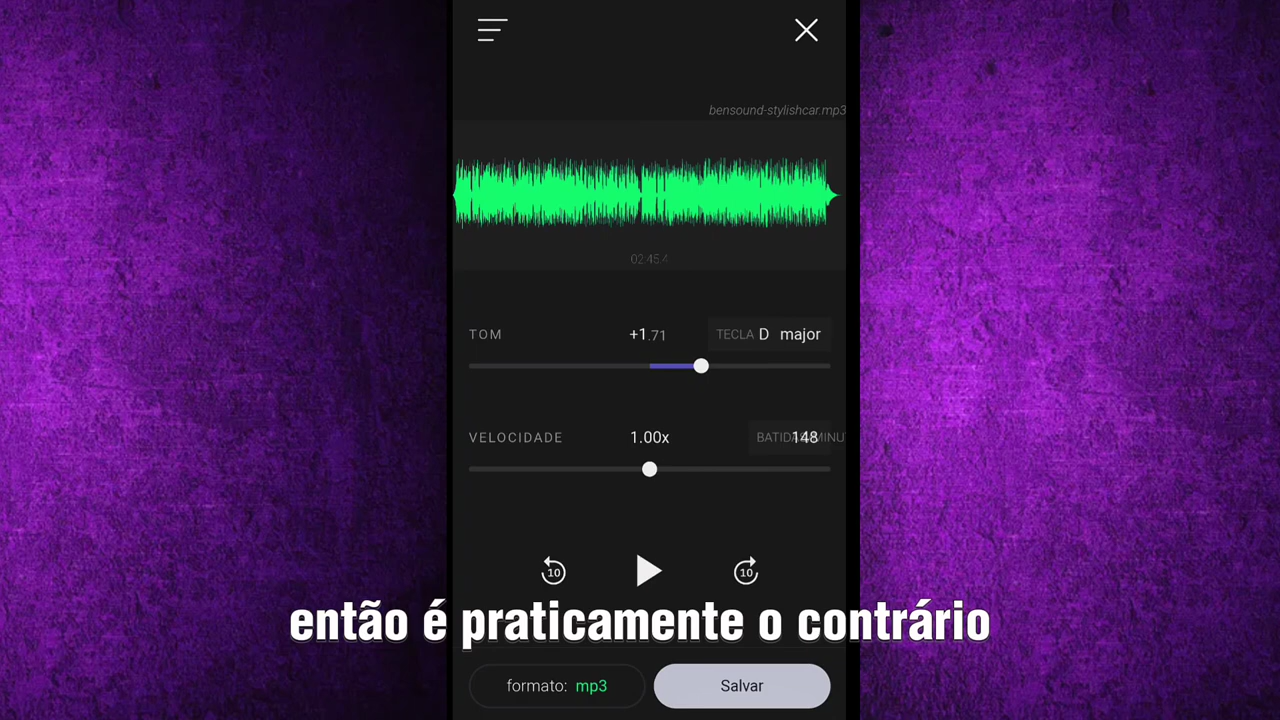 bensound-stylishcar.mp3
02:45.4
TOM +1.71 TECLA D major
VELOCIDADE 1.00x 148
10 10
então é praticamente o contrário
formato: mp3 Salvar